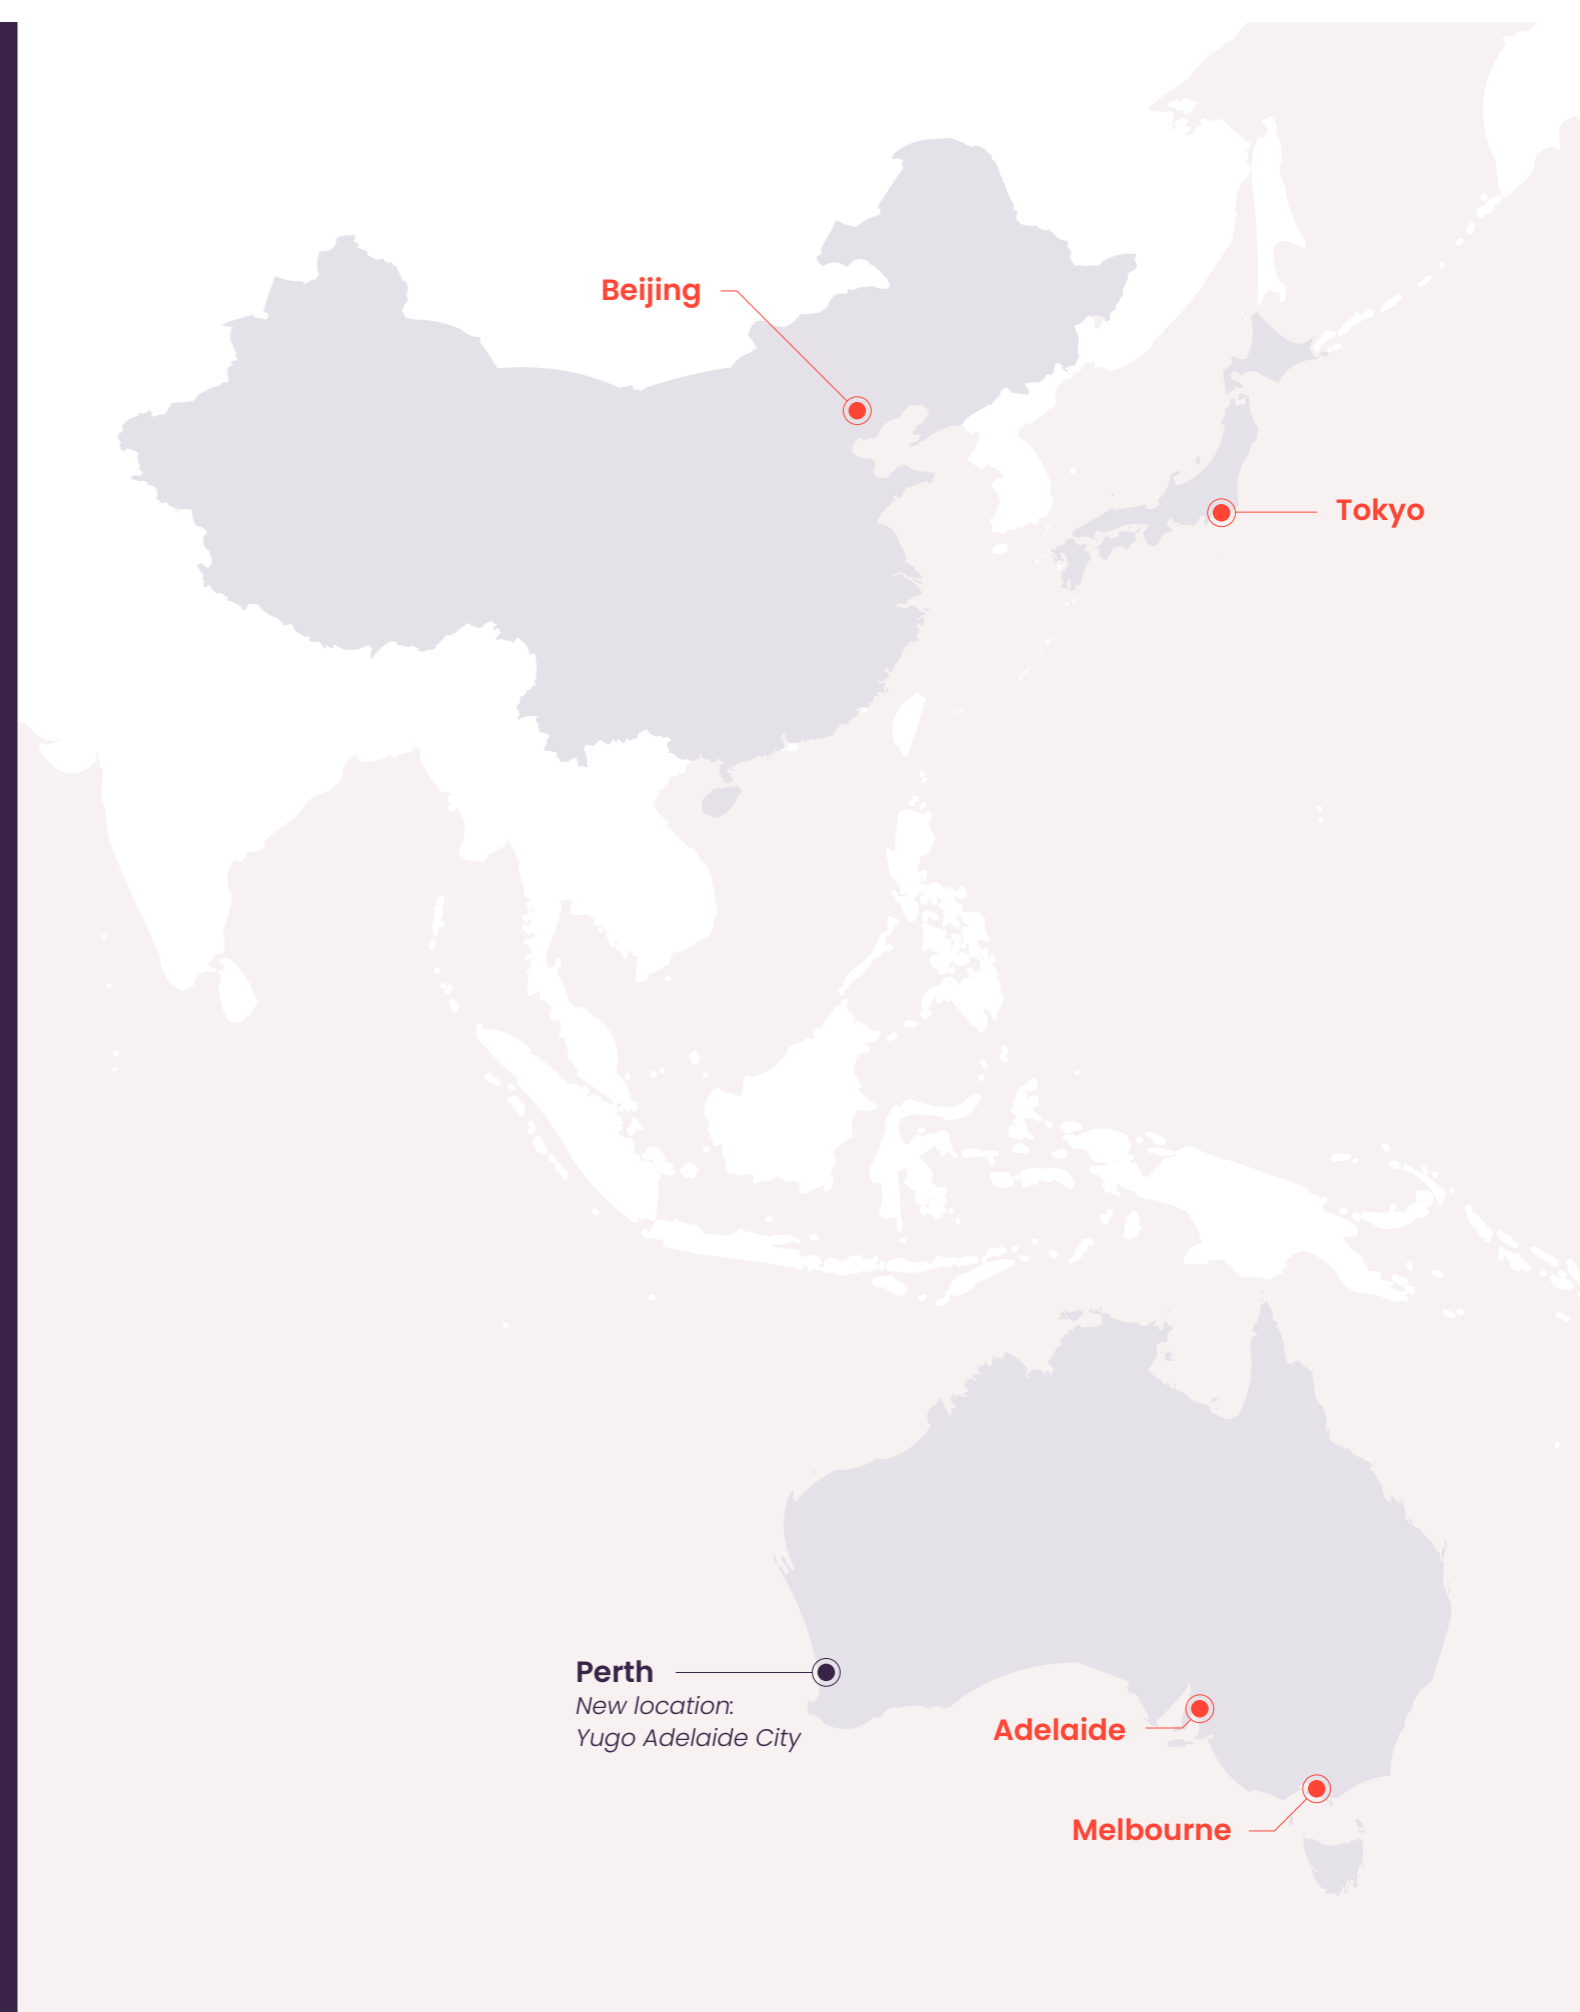 Beijing
Tokyo
Perth
New location:
Yugo Adelaide City
Adelaide
Melbourne